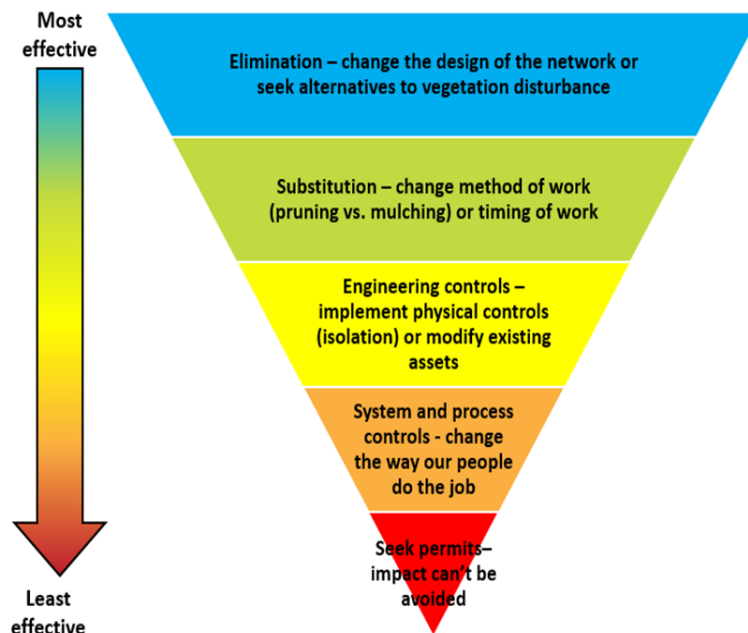 Most
effective
Elimination – change the design of the network or
seek alternatives to vegetation disturbance
Substitution – change method of work
(pruning vs. mulching) or timing of work
Engineering controls –
implement physical controls
(isolation) or modify existing
assets
System and process
controls - change
the way our people
do the job
Seek permits–
impact can't be
avoided
Least
effective